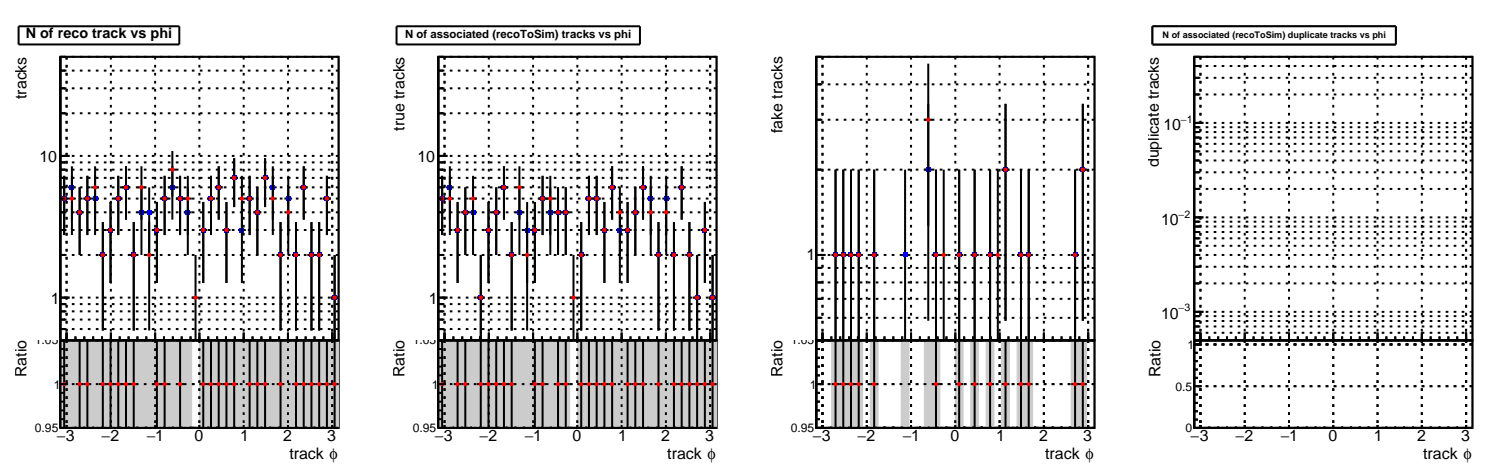 N of reco track vs phi
tracks
10
1
1.05
Ratio
1
0.95
−3 −2 −1 0 1 2 3
track ϕ
N of associated (recoToSim) tracks vs phi
true tracks
10
1
1.05
Ratio
1
0.95
−3 −2 −1 0 1 2 3
track ϕ
fake tracks
1
1.05
Ratio
1
0.95
−3 −2 −1 0 1 2 3
track ϕ
N of associated (recoToSim) duplicate tracks vs phi
duplicate tracks
10−1
10−2
10−3
Ratio
1
0.5
0
−3 −2 −1 0 1 2 3
track ϕ